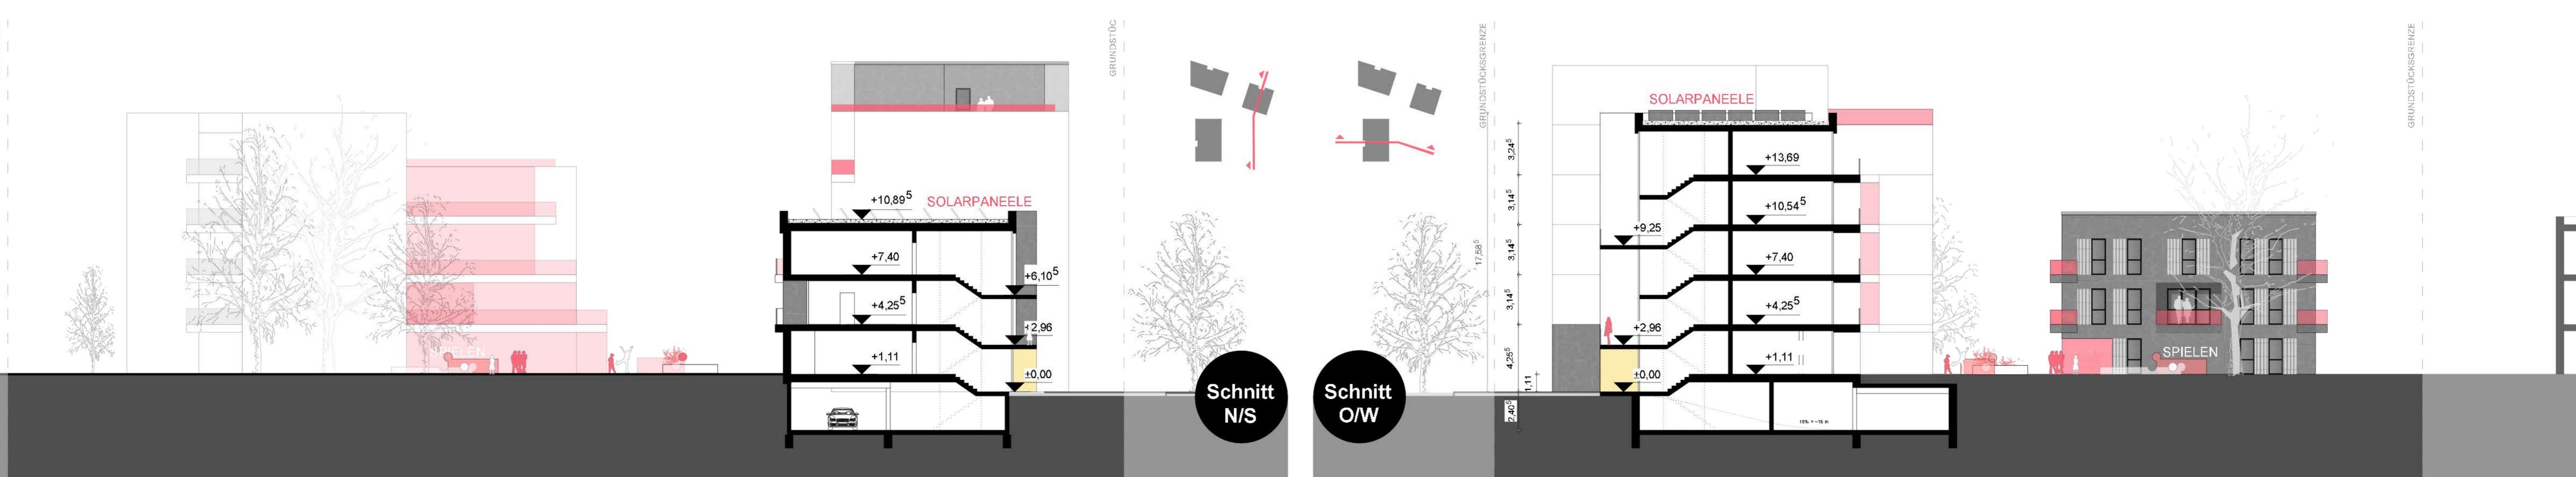 GRUNDSTÜC
SOLARPANEELE
+10,89⁵
+7,40
+6,10⁵
+4,25⁵
+2,96
+1,11
±0,00
SPIELEN
Schnitt
N/S
Schnitt
O/W
GRUNDSTÜCKSGRENZE
17,58⁵
3,24⁵
3,14⁵
3,14⁵
3,14⁵
4,26⁵
1,11
2,40⁵
SOLARPANEELE
+13,69
+10,54⁵
+9,25
+7,40
+4,25⁵
+2,96
+1,11
±0,00
SPIELEN
GRUNDSTÜCKSGRENZE